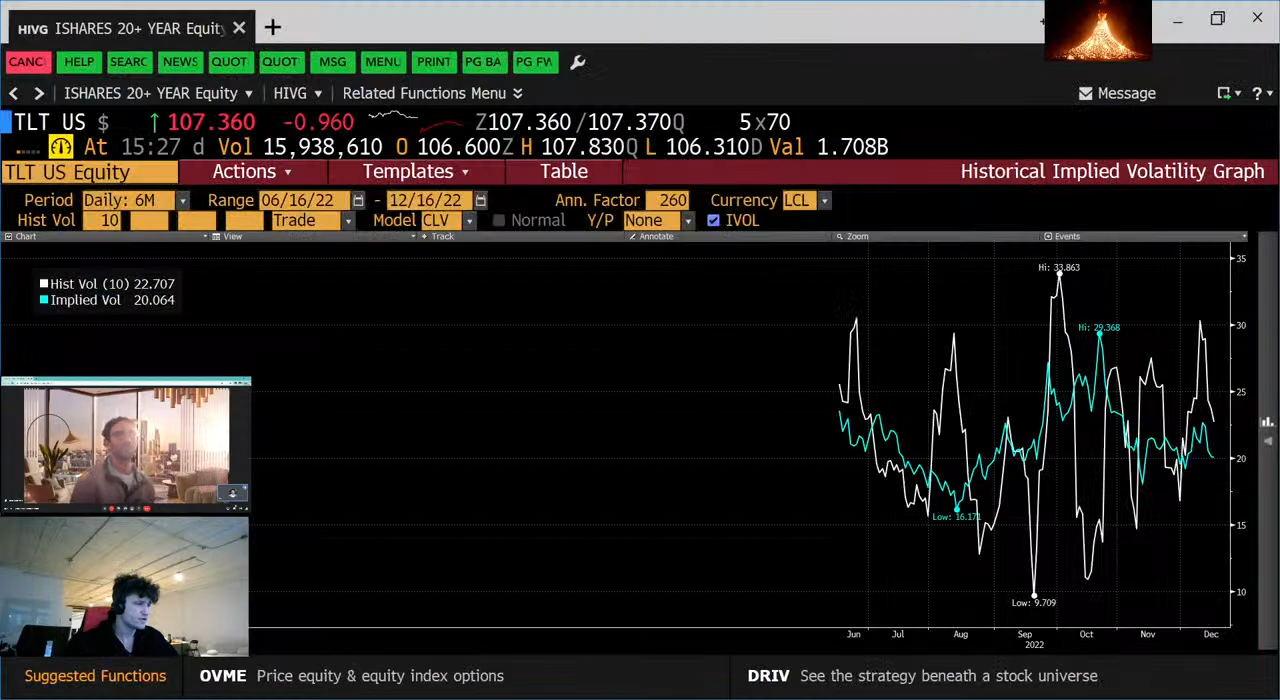 HIVG ISHARES 20+ YEAR Equit
CANC HELP SEARC NEWS QUOT QUOT MSG MENU PRINT PG BA PG FW
ISHARES 20+ YEAR Equity HIVG Related Functions Menu Message ?
TLT US $ ↑ 107.360 -0.960 Z107.360/107.370Q 5x70
At 15:27 d Vol 15,938,610 O 106.600Z H 107.830Q L 106.310D Val 1.708B
TLT US Equity Actions Templates Table Historical Implied Volatility Graph
Period Daily: 6M Range 06/16/22 - 12/16/22 Ann. Factor 260 Currency LCL
Hist Vol 10 Trade Model CLV Normal Y/P None IVOL
Chart View Track Annotate Zoom Events
Hist Vol (10) 22.707
Implied Vol 20.064
Hi: 33.863
Hi: 29.368
Low: 16.171
Low: 9.709
35
30
25
20
15
10
Jun Jul Aug Sep Oct Nov Dec
2022
Suggested Functions OVME Price equity & equity index options DRIV See the strategy beneath a stock universe